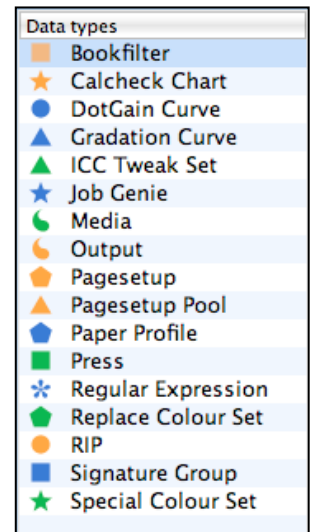 Data types
Bookfilter
Calcheck Chart
DotGain Curve
Gradation Curve
ICC Tweak Set
Job Genie
Media
Output
Pagesetup
Pagesetup Pool
Paper Profile
Press
Regular Expression
Replace Colour Set
RIP
Signature Group
Special Colour Set